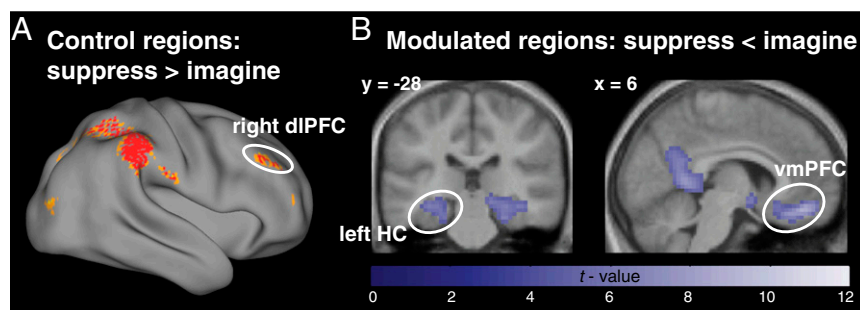 A
Control regions:
suppress > imagine
right dlPFC
B
Modulated regions: suppress < imagine
y = -28
x = 6
left HC
vmPFC
t - value
0 2 4 6 8 10 12